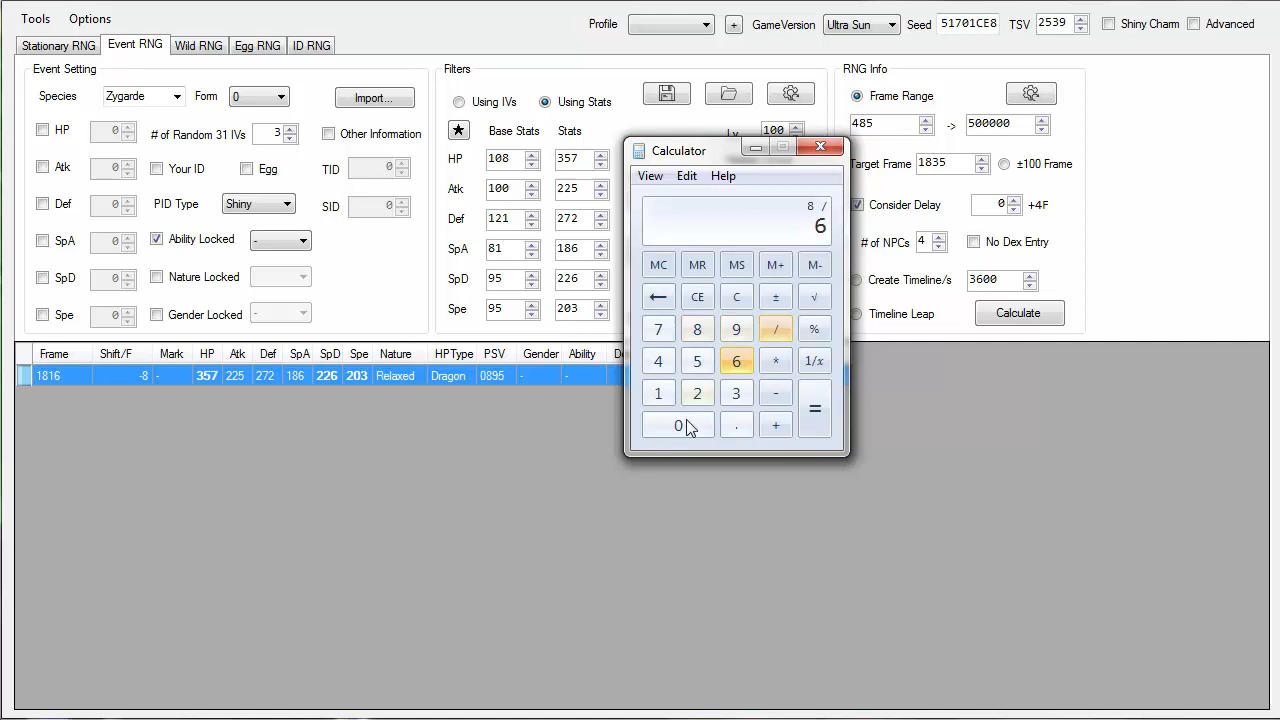 Tools Options Profile + GameVersion Ultra Sun Seed 51701CE8 TSV 2539 Shiny Charm Advanced
Stationary RNG Event RNG Wild RNG Egg RNG ID RNG
Event Setting Filters RNG Info
Species Zygarde Form 0 Import... Using IVs Using Stats Frame Range
HP 0 # of Random 31 IVs 3 Other Information ★ Base Stats Stats Lv 100 485 -> 500000
Atk 0 Your ID Egg TID 0 HP 108 357 Target Frame 1835 ±100 Frame
Def 0 PID Type Shiny SID 0 Atk 100 225 Consider Delay 0 +4F
SpA 0 Ability Locked - Def 121 272 # of NPCs 4 No Dex Entry
SpD 0 Nature Locked SpA 81 186 Create Timeline/s 3600
Spe 0 Gender Locked - SpD 95 226 Timeline Leap Calculate
Spe 95 203
Calculator
View Edit Help
8 /
6
MC MR MS M+ M-
← CE C ± √
7 8 9 / %
4 5 6 * 1/x
1 2 3 - =
0 . +
Frame Shift/F Mark HP Atk Def SpA SpD Spe Nature HPType PSV Gender Ability
1816 -8 - 357 225 272 186 226 203 Relaxed Dragon 0895 - -